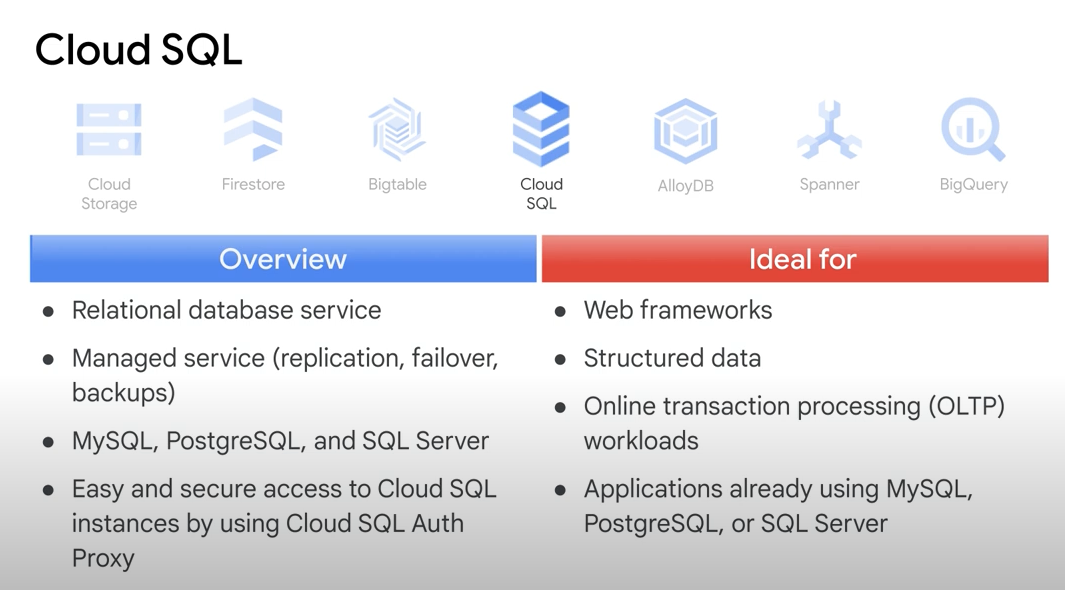 Cloud SQL
Cloud
Storage
Firestore
Bigtable
Cloud
SQL
AlloyDB
Spanner
BigQuery
Overview
● Relational database service
● Managed service (replication, failover,
backups)
● MySQL, PostgreSQL, and SQL Server
● Easy and secure access to Cloud SQL
instances by using Cloud SQL Auth
Proxy
Ideal for
● Web frameworks
● Structured data
● Online transaction processing (OLTP)
workloads
● Applications already using MySQL,
PostgreSQL, or SQL Server